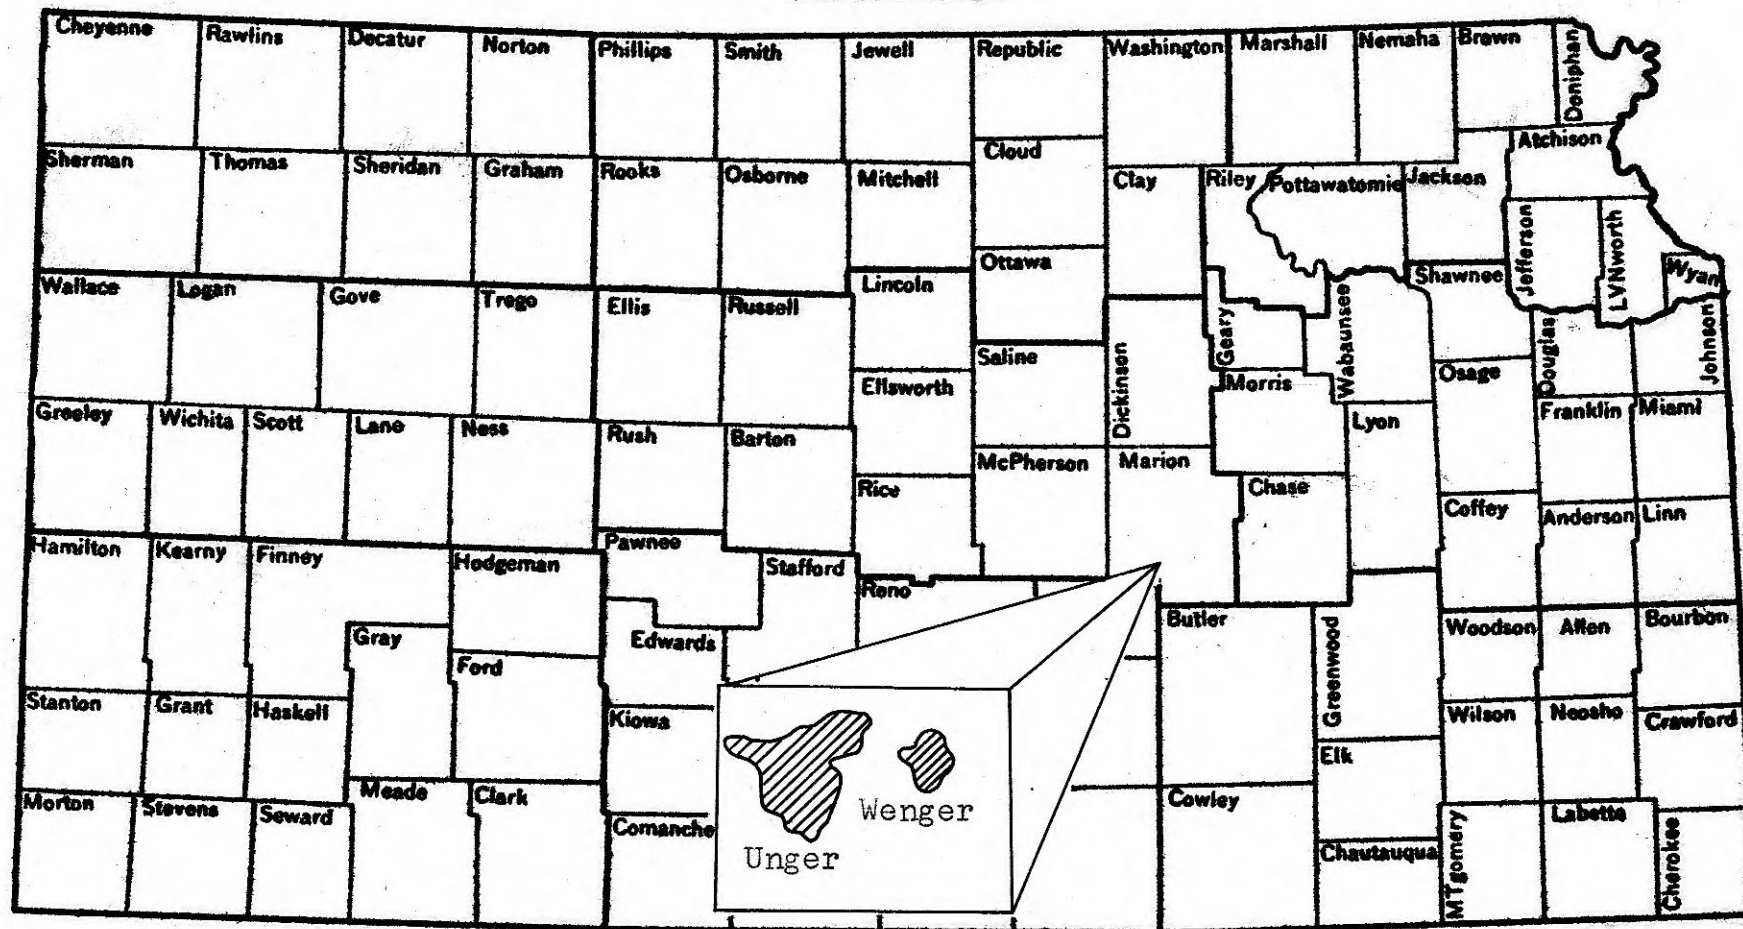 Cheyenne Rawlins Decatur Norton Phillips Smith Jewell Republic Washington Marshall Nemaha Brown Doniphan
Atchison
Cloud
Sherman Thomas Sheridan Graham Rooks Osborne Mitchell Clay Riley Pottawatomie Jackson
Jefferson LVNworth
Ottawa Shawnee Wyan
Wallace Logan Gove Trego Ellis Russell Lincoln
Geary Wabaunsee Douglas Johnson
Saline Dickinson Osage
Ellsworth Morris
Greeley Wichita Scott Lane Ness Rush Barton Lyon Franklin Miami
McPherson Marion
Rice Chase
Coffey Anderson Linn
Hamilton Kearny Finney Hodgeman Pawnee Stafford
Reno
Gray Edwards Butler Greenwood Woodson Allen Bourbon
Ford
Stanton Grant Haskell Kiowa Wilson Neosho Crawford
Elk
Morton Stevens Seward Meade Clark Cowley
Comanche Wenger MTgomery Labette Cherokee
Unger Chautauqua